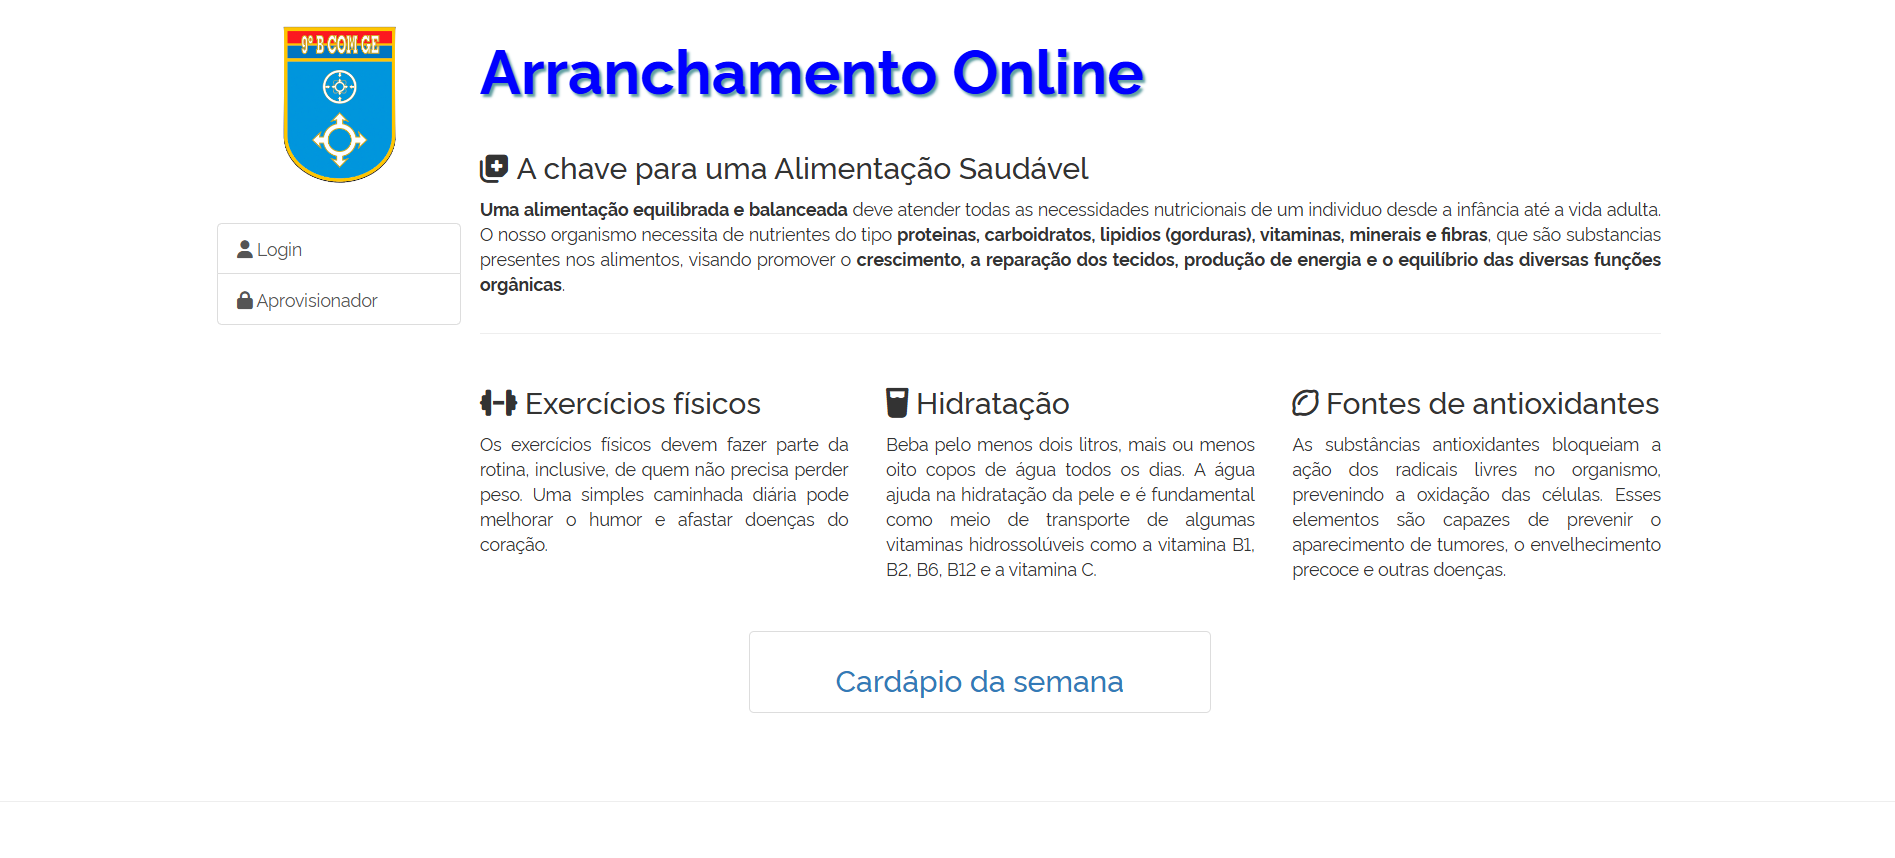 9º B COM GE
Arranchamento Online
A chave para uma Alimentação Saudável
Uma alimentação equilibrada e balanceada deve atender todas as necessidades nutricionais de um individuo desde a infância até a vida adulta.
O nosso organismo necessita de nutrientes do tipo proteinas, carboidratos, lipidios (gorduras), vitaminas, minerais e fibras, que são substancias
presentes nos alimentos, visando promover o crescimento, a reparação dos tecidos, produção de energia e o equilíbrio das diversas funções
orgânicas.
Login
Aprovisionador
Exercícios físicos
Os exercícios físicos devem fazer parte da
rotina, inclusive, de quem não precisa perder
peso. Uma simples caminhada diária pode
melhorar o humor e afastar doenças do
coração.
Hidratação
Beba pelo menos dois litros, mais ou menos
oito copos de água todos os dias. A água
ajuda na hidratação da pele e é fundamental
como meio de transporte de algumas
vitaminas hidrossolúveis como a vitamina B1,
B2, B6, B12 e a vitamina C.
Fontes de antioxidantes
As substâncias antioxidantes bloqueiam a
ação dos radicais livres no organismo,
prevenindo a oxidação das células. Esses
elementos são capazes de prevenir o
aparecimento de tumores, o envelhecimento
precoce e outras doenças.
Cardápio da semana